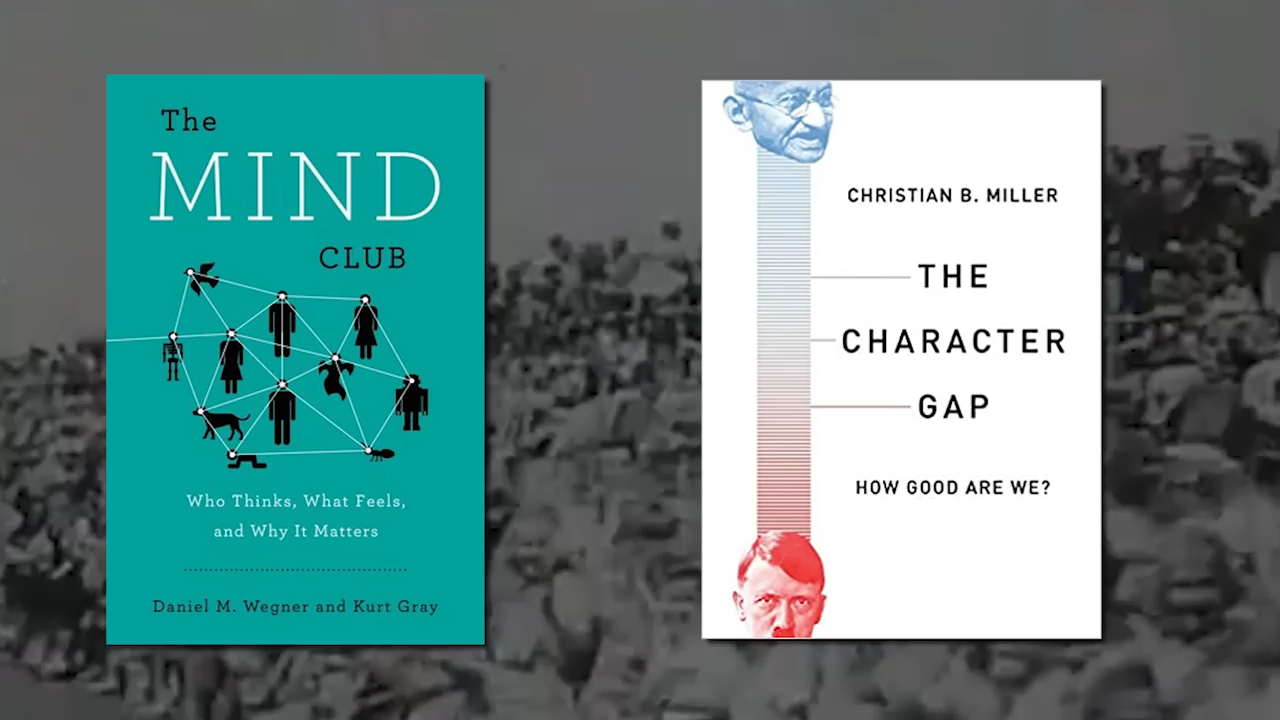 The
MIND
CLUB
Who Thinks, What Feels,
and Why It Matters
Daniel M. Wegner and Kurt Gray
CHRISTIAN B. MILLER
THE
CHARACTER
GAP
HOW GOOD ARE WE?